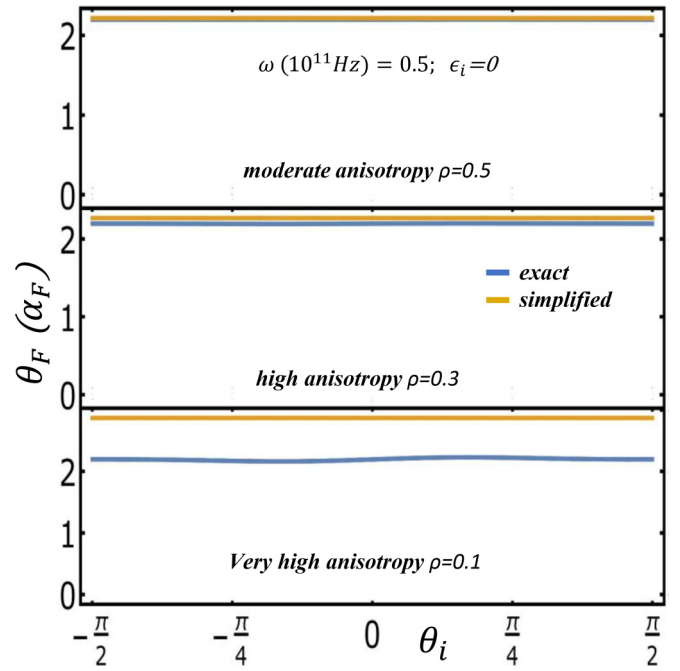 2
ω (10¹¹Hz) = 0.5; ϵᵢ=0
1
moderate anisotropy ρ=0.5
0
2
exact
simplified
1
high anisotropy ρ=0.3
0
θ_F (α_F)
2
1
Very high anisotropy ρ=0.1
0
-π/2 -π/4 0 θᵢ π/4 π/2